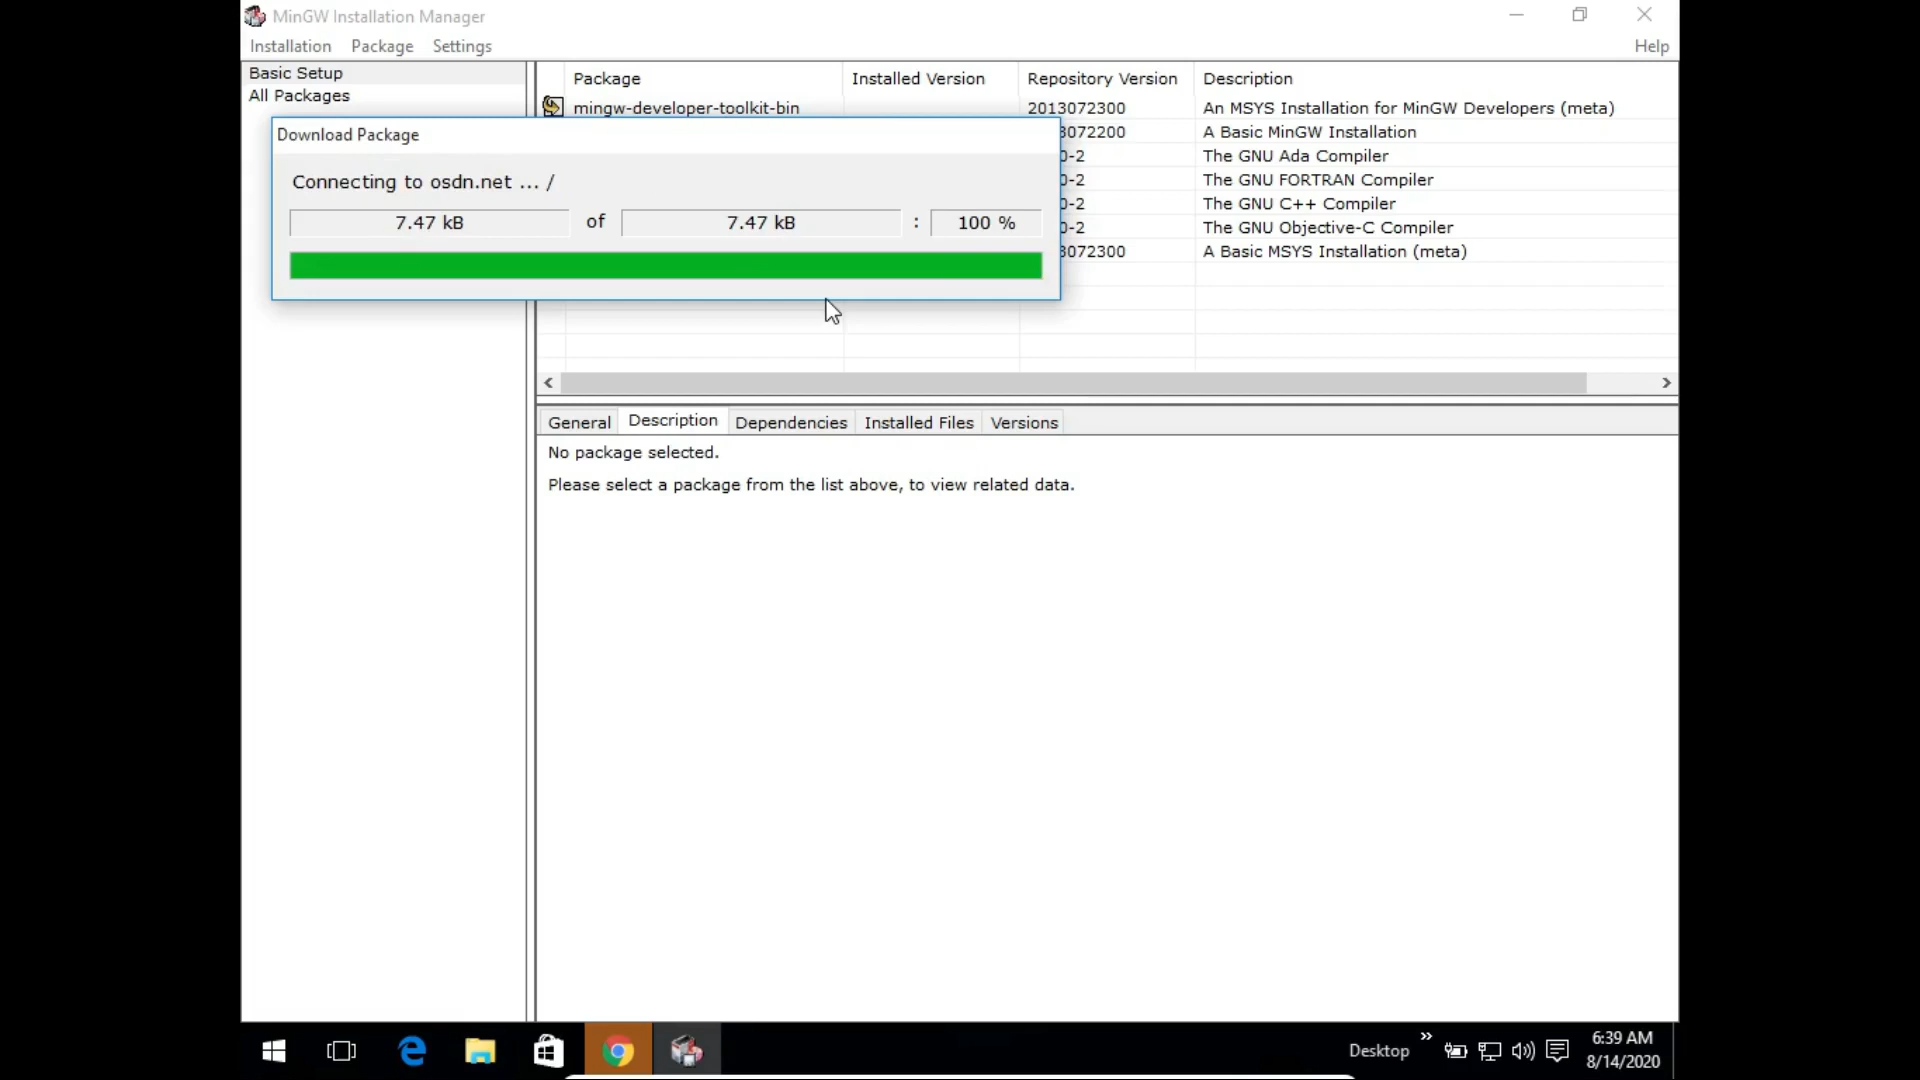 MinGW Installation Manager
Installation Package Settings Help
Basic Setup
All Packages
Package Installed Version Repository Version Description
mingw-developer-toolkit-bin 2013072300 An MSYS Installation for MinGW Developers (meta)
3072200 A Basic MinGW Installation
0-2 The GNU Ada Compiler
0-2 The GNU FORTRAN Compiler
0-2 The GNU C++ Compiler
0-2 The GNU Objective-C Compiler
3072300 A Basic MSYS Installation (meta)
Download Package
Connecting to osdn.net ... /
7.47 kB of 7.47 kB : 100 %
General Description Dependencies Installed Files Versions
No package selected.
Please select a package from the list above, to view related data.
Desktop
6:39 AM
8/14/2020